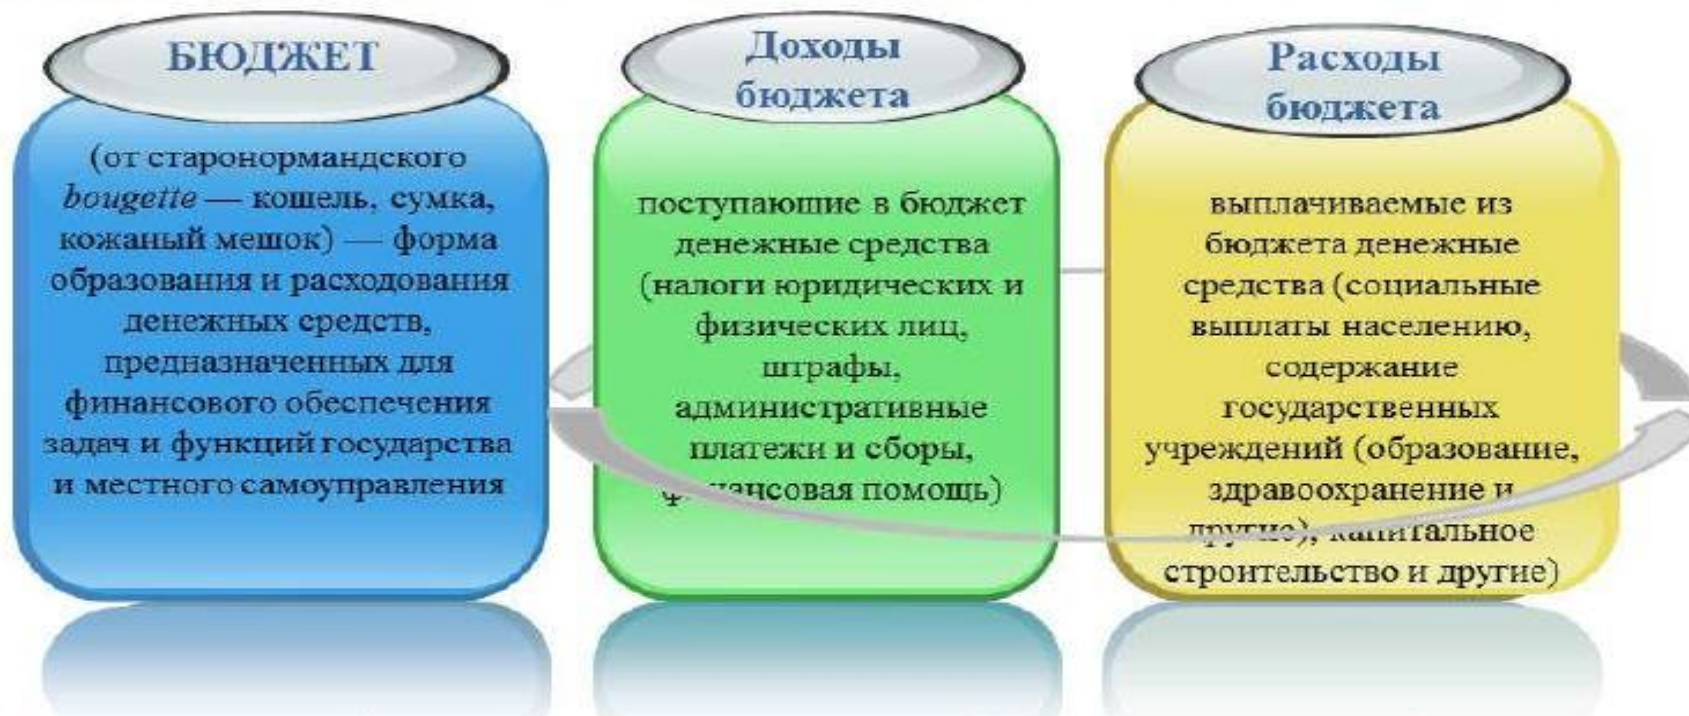 БЮДЖЕТ
(от старонормандского
bougette — кошель, сумка,
кожаный мешок) — форма
образования и расходования
денежных средств,
предназначенных для
финансового обеспечения
задач и функций государства
и местного самоуправления
Доходы
бюджета
поступающие в бюджет
денежные средства
(налоги юридических и
физических лиц,
штрафы,
административные
платежи и сборы,
финансовая помощь)
Расходы
бюджета
выплачиваемые из
бюджета денежные
средства (социальные
выплаты населению,
содержание
государственных
учреждений (образование,
здравоохранение и
другие), капитальное
строительство и другие)